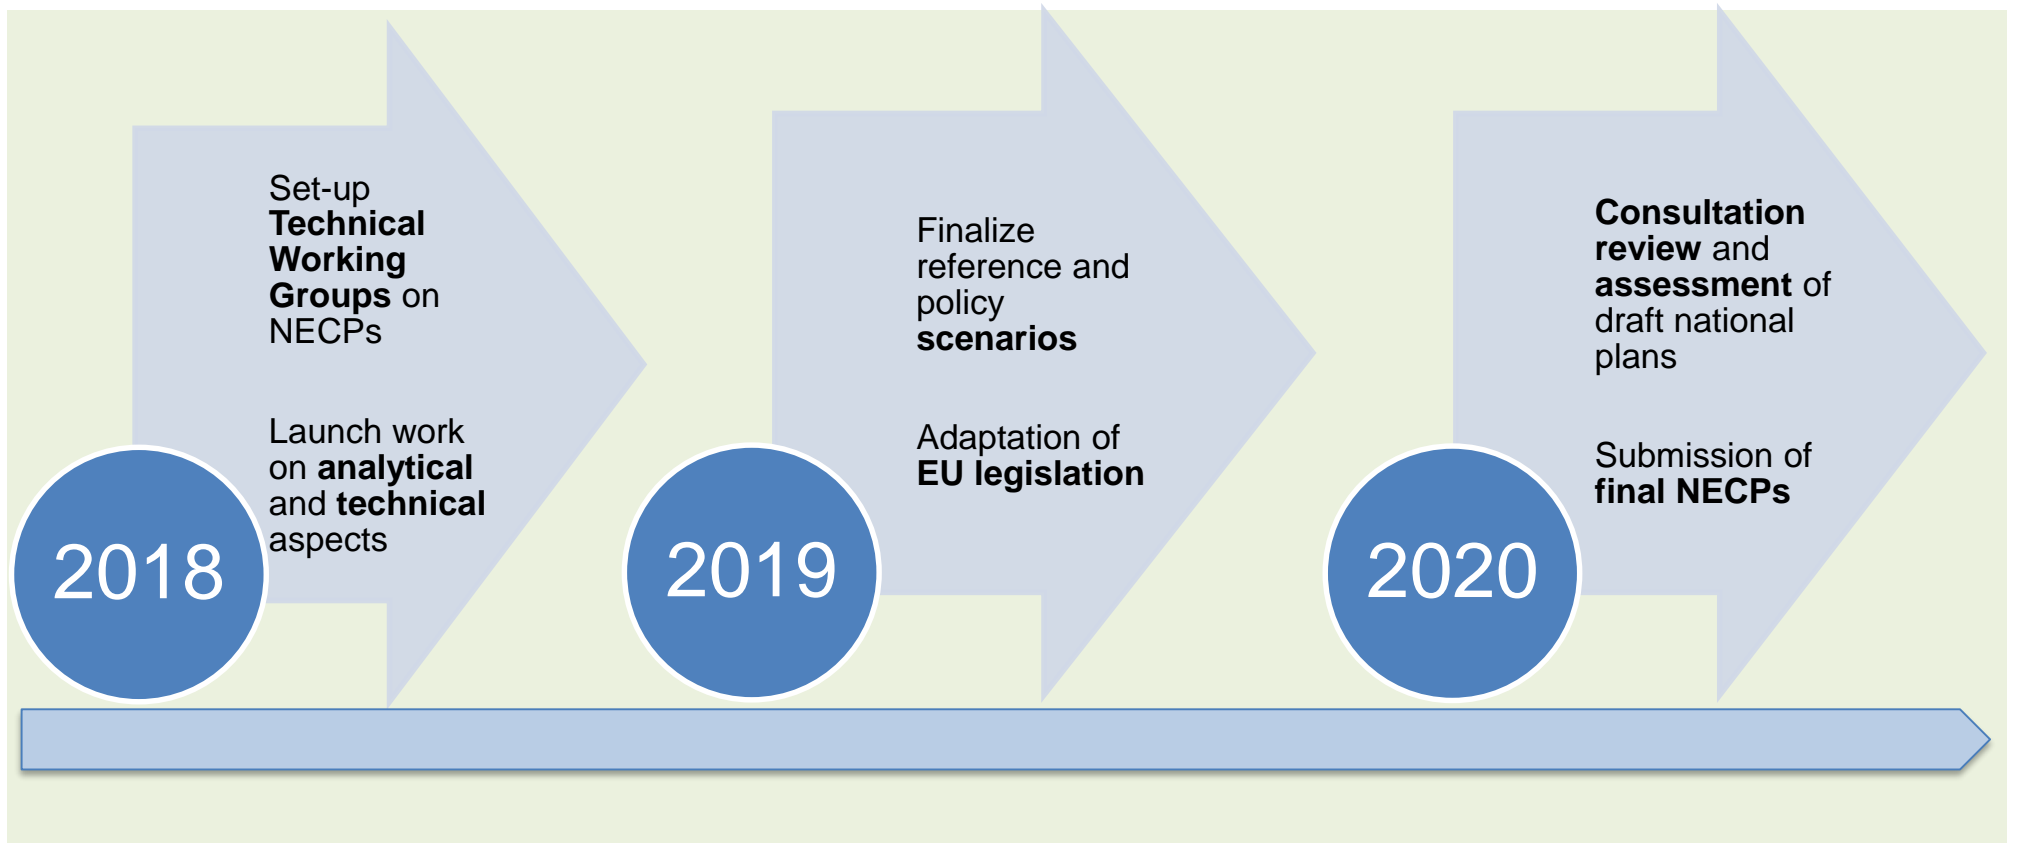 Set-up
Technical
Working
Groups on
NECPs
Launch work
on analytical
and technical
aspects
2018
Finalize
reference and
policy
scenarios
Adaptation of
EU legislation
2019
Consultation
review and
assessment of
draft national
plans
Submission of
final NECPs
2020